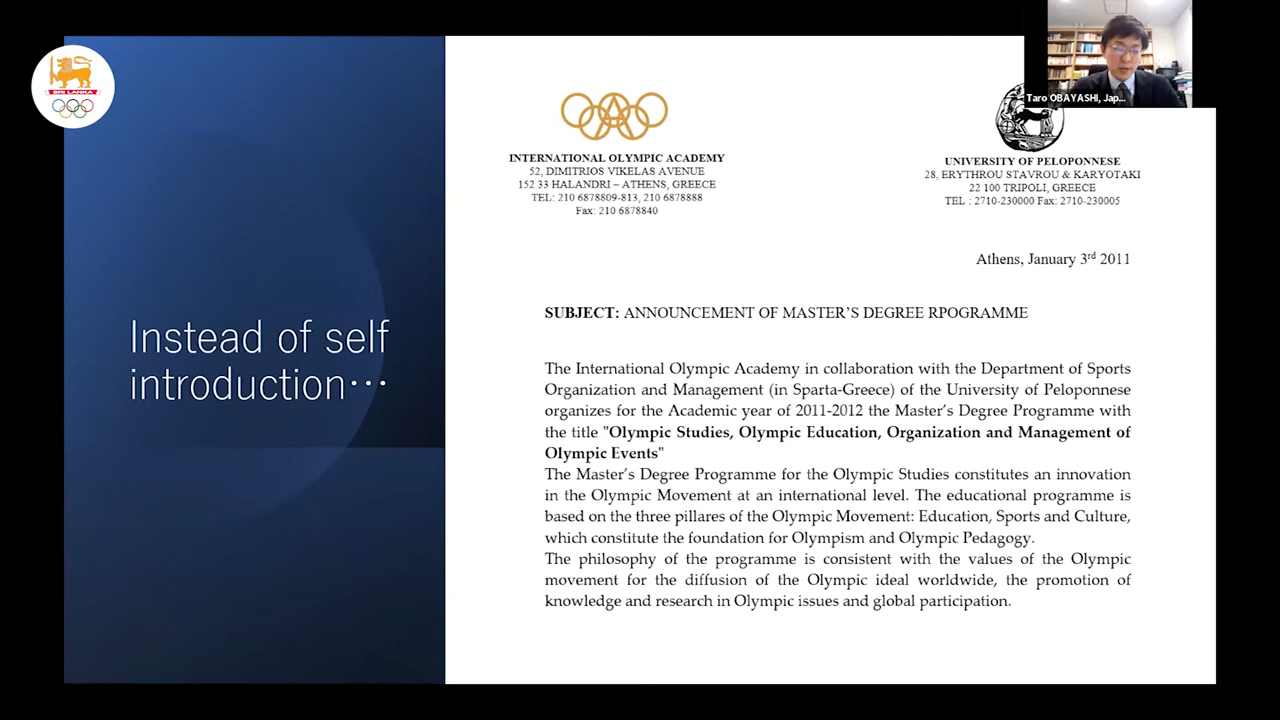 SRI LANKA
Taro OBAYASHI, Jap...
Instead of self
introduction…
INTERNATIONAL OLYMPIC ACADEMY
52, DIMITRIOS VIKELAS AVENUE
152 33 HALANDRI – ATHENS, GREECE
TEL: 210 6878809-813, 210 6878888
Fax: 210 6878840
UNIVERSITY OF PELOPONNESE
28, ERYTHROU STAVROU & KARYOTAKI
22 100 TRIPOLI, GREECE
TEL : 2710-230000 Fax: 2710-230005
Athens, January 3rd 2011
SUBJECT: ANNOUNCEMENT OF MASTER'S DEGREE RPOGRAMME
The International Olympic Academy in collaboration with the Department of Sports
Organization and Management (in Sparta-Greece) of the University of Peloponnese
organizes for the Academic year of 2011-2012 the Master's Degree Programme with
the title "Olympic Studies, Olympic Education, Organization and Management of
Olympic Events"
The Master's Degree Programme for the Olympic Studies constitutes an innovation
in the Olympic Movement at an international level. The educational programme is
based on the three pillares of the Olympic Movement: Education, Sports and Culture,
which constitute the foundation for Olympism and Olympic Pedagogy.
The philosophy of the programme is consistent with the values of the Olympic
movement for the diffusion of the Olympic ideal worldwide, the promotion of
knowledge and research in Olympic issues and global participation.